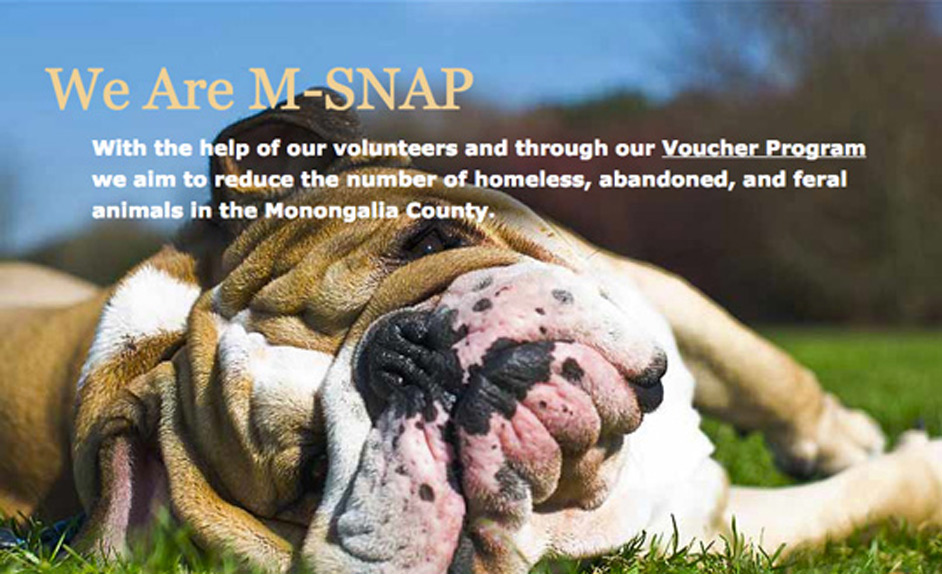 We Are M-SNAP
With the help of our volunteers and through our Voucher Program
we aim to reduce the number of homeless, abandoned, and feral
animals in the Monongalia County.